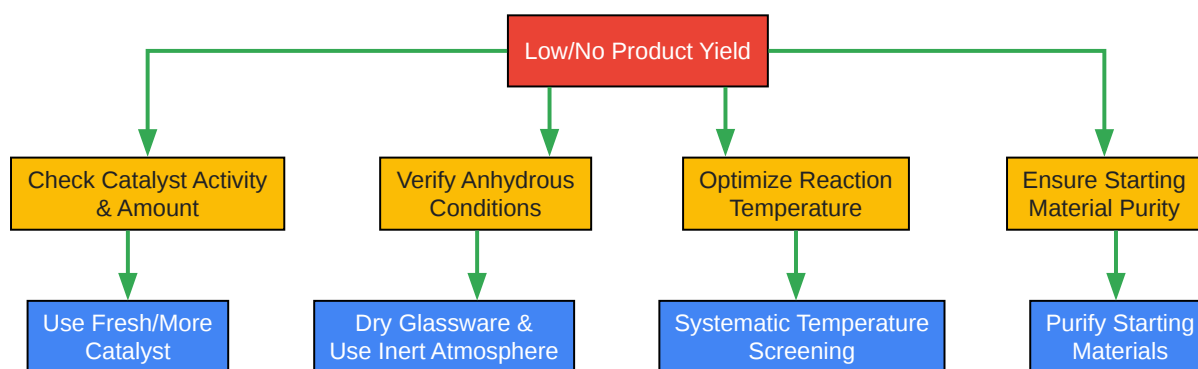 Low/No Product Yield
Check Catalyst Activity
& Amount
Verify Anhydrous
Conditions
Optimize Reaction
Temperature
Ensure Starting
Material Purity
Use Fresh/More
Catalyst
Dry Glassware &
Use Inert Atmosphere
Systematic Temperature
Screening
Purify Starting
Materials